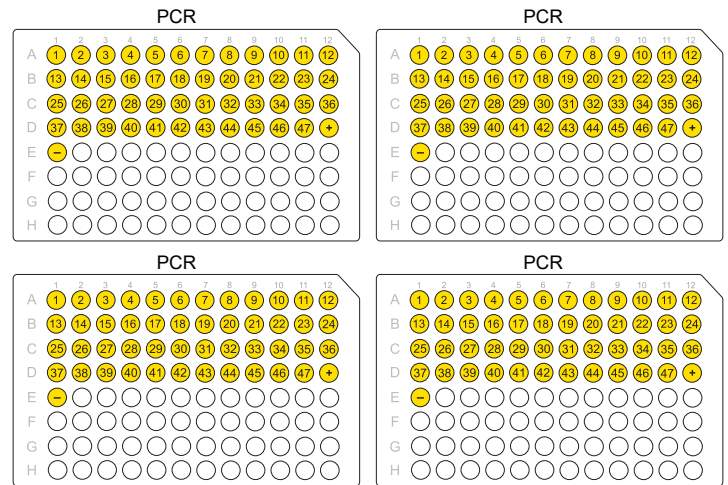 PCR
1 2 3 4 5 6 7 8 9 10 11 12
A 1 2 3 4 5 6 7 8 9 10 11 12
B 13 14 15 16 17 18 19 20 21 22 23 24
C 25 26 27 28 29 30 31 32 33 34 35 36
D 37 38 39 40 41 42 43 44 45 46 47 +
E –
F
G
H
PCR
1 2 3 4 5 6 7 8 9 10 11 12
A 1 2 3 4 5 6 7 8 9 10 11 12
B 13 14 15 16 17 18 19 20 21 22 23 24
C 25 26 27 28 29 30 31 32 33 34 35 36
D 37 38 39 40 41 42 43 44 45 46 47 +
E –
F
G
H
PCR
1 2 3 4 5 6 7 8 9 10 11 12
A 1 2 3 4 5 6 7 8 9 10 11 12
B 13 14 15 16 17 18 19 20 21 22 23 24
C 25 26 27 28 29 30 31 32 33 34 35 36
D 37 38 39 40 41 42 43 44 45 46 47 +
E –
F
G
H
PCR
1 2 3 4 5 6 7 8 9 10 11 12
A 1 2 3 4 5 6 7 8 9 10 11 12
B 13 14 15 16 17 18 19 20 21 22 23 24
C 25 26 27 28 29 30 31 32 33 34 35 36
D 37 38 39 40 41 42 43 44 45 46 47 +
E –
F
G
H